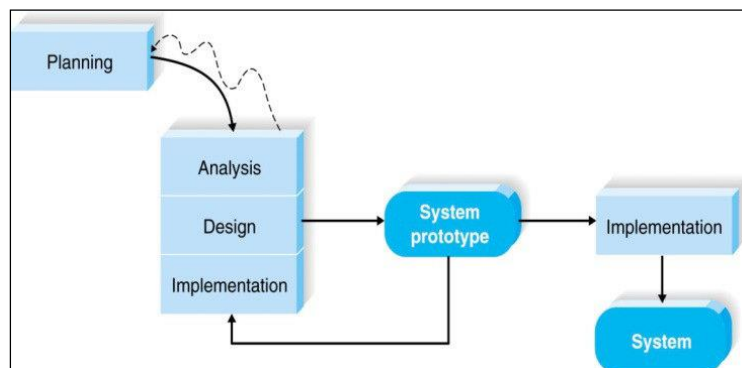 Planning
Analysis
Design
Implementation
System
prototype
Implementation
System